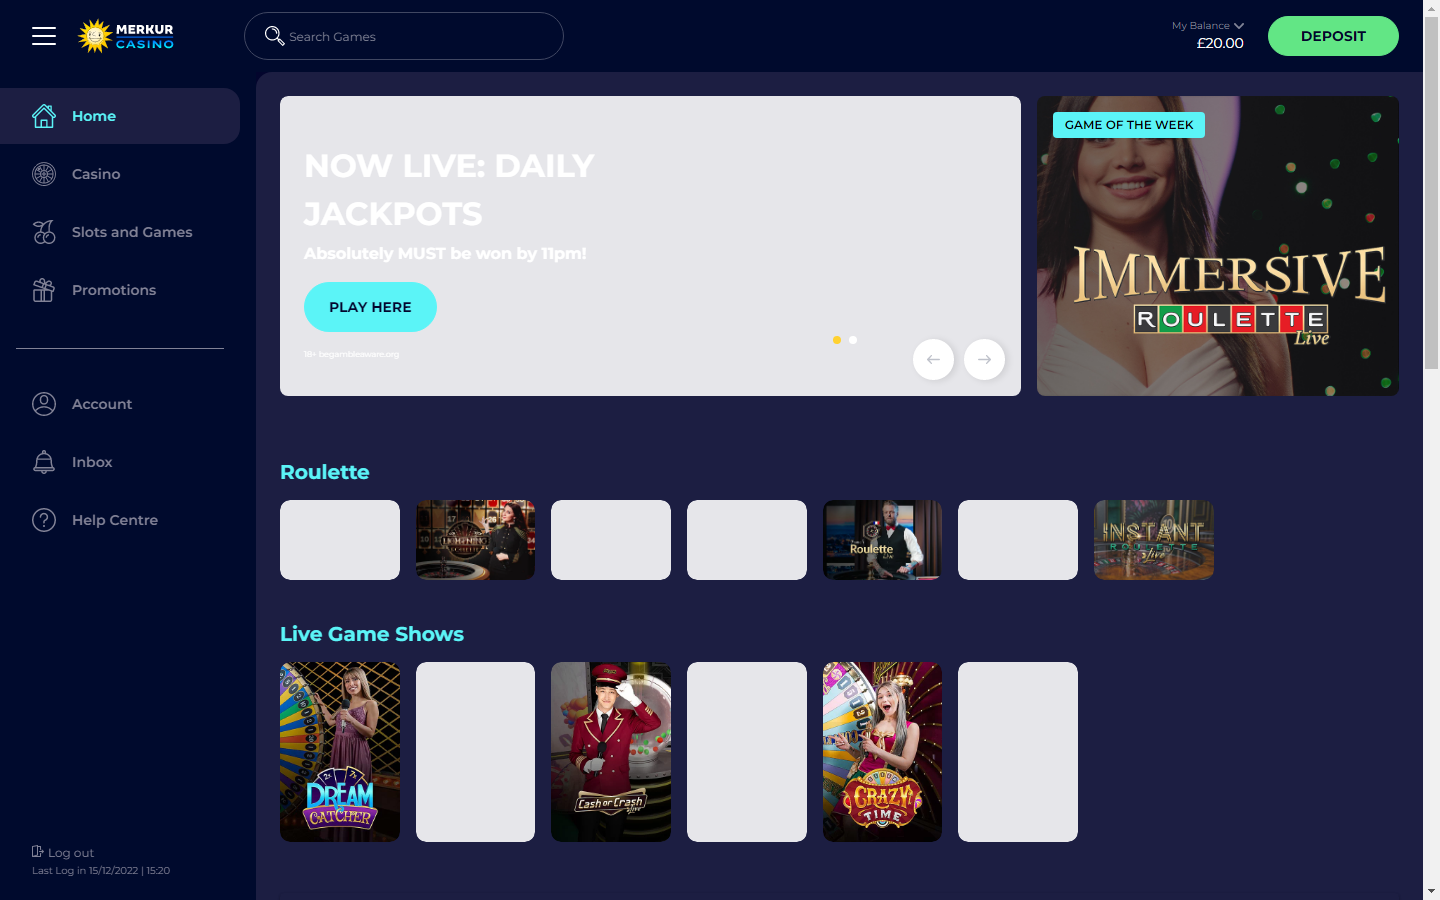 MERKUR
CASINO
Search Games
My Balance
£20.00
DEPOSIT
Home
Casino
Slots and Games
Promotions
Account
Inbox
Help Centre
Log out
Last Log in 15/12/2022 | 15:20
NOW LIVE: DAILY
JACKPOTS
Absolutely MUST be won by 11pm!
PLAY HERE
18+ begambleaware.org
GAME OF THE WEEK
IMMERSIVE
ROULETTE
Live
Roulette
Roulette
INSTANT
ROULETTE
Live
Live Game Shows
DREAM
CATCHER
Cash or Crash
CRAZY
TIME